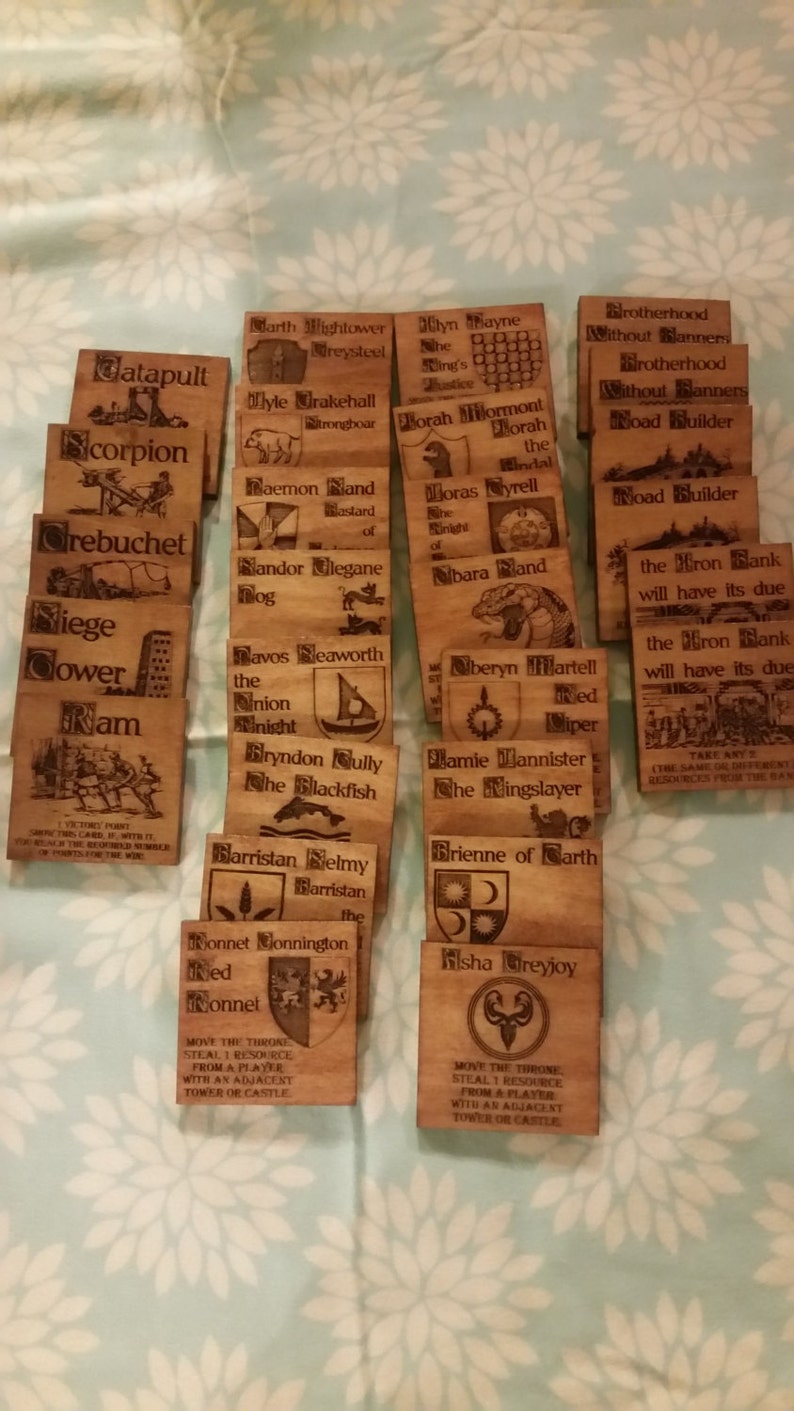 Catapult
Scorpion
Trebuchet
Siege
Tower
Ram
1 VICTORY POINT
SHOW THIS CARD, IF, WITH IT,
YOU REACH THE REQUIRED NUMBER
OF POINTS FOR THE WIN!
Garth Hightower
Greysteel
Lyle Crakehall
Strongboar
Daemon Sand
Bastard
of
Sandor Clegane
Dog
Davos Seaworth
the
Onion
Knight
Bryndon Tully
The Blackfish
Barristan Selmy
Barristan
the
Ronnet Connington
Red
Ronnet
MOVE THE THRONE.
STEAL 1 RESOURCE
FROM A PLAYER
WITH AN ADJACENT
TOWER OR CASTLE.
Ilyn Payne
The
King's
Justice
Jorah Mormont
Jorah
the
Andal
Loras Tyrell
The
Knight
of
Obara Sand
Oberyn Martell
Red
Viper
Jamie Lannister
The Kingslayer
Brienne of Tarth
Asha Greyjoy
MOVE THE THRONE.
STEAL 1 RESOURCE
FROM A PLAYER
WITH AN ADJACENT
TOWER OR CASTLE.
Brotherhood
Without Banners
Brotherhood
Without Banners
Road Builder
Road Builder
the Iron Bank
will have its due
the Iron Bank
will have its due
TAKE ANY 2
(THE SAME OR DIFFERENT)
RESOURCES FROM THE BANK